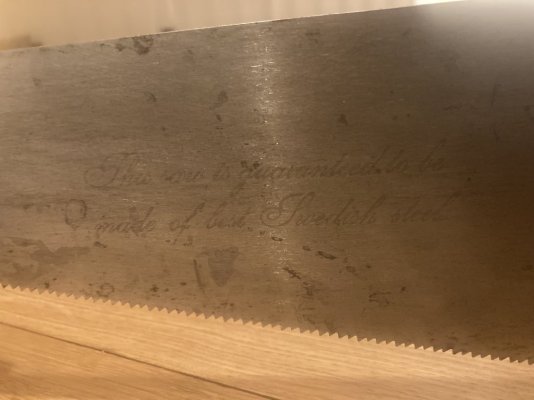 This saw is guaranteed to be
made of best Swedish steel